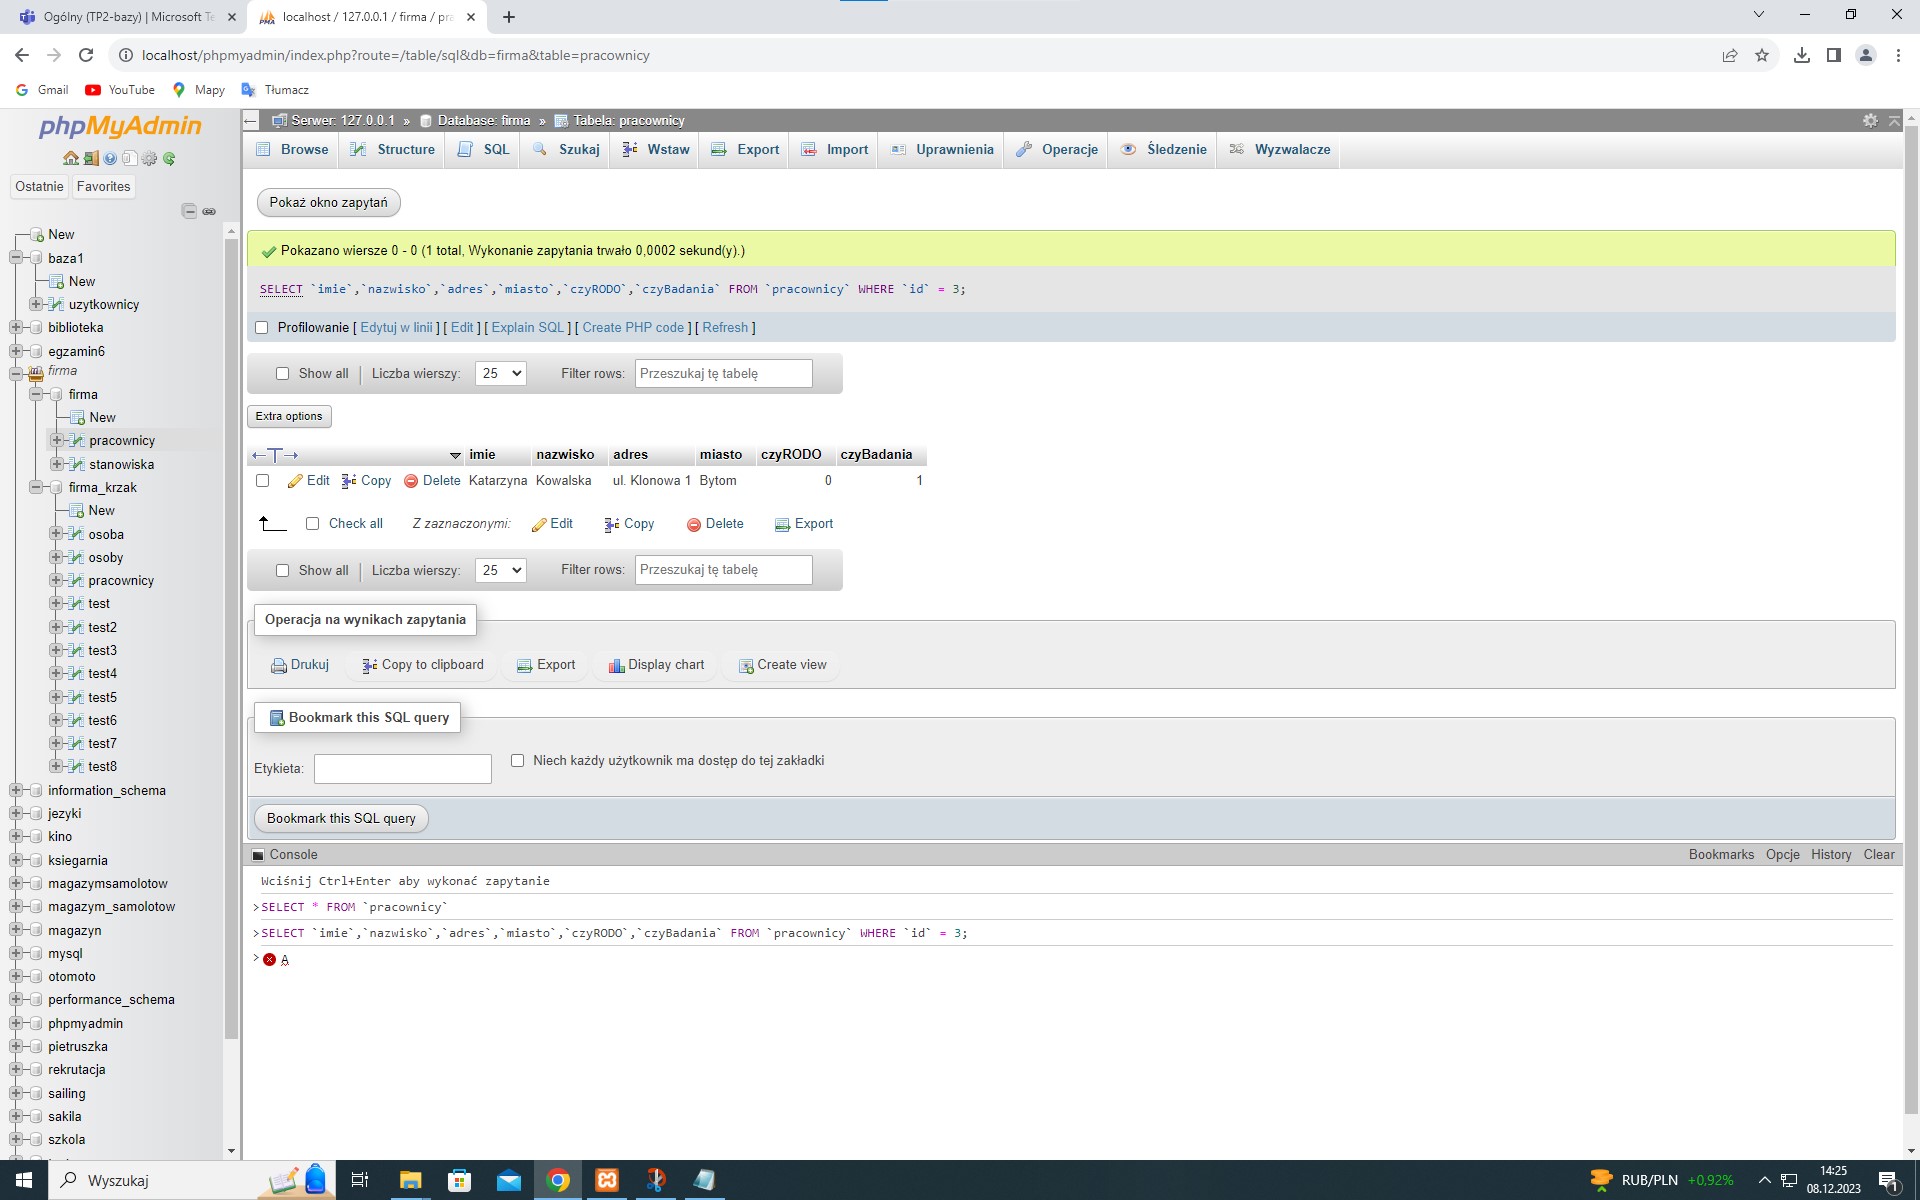 Ogólny (TP2-bazy) | Microsoft Te
localhost / 127.0.0.1 / firma / pra
localhost/phpmyadmin/index.php?route=/table/sql&db=firma&table=pracownicy
Gmail YouTube Mapy Tłumacz
phpMyAdmin
Ostatnie Favorites
New
baza1
New
uzytkownicy
biblioteka
egzamin6
firma
firma
New
pracownicy
stanowiska
firma_krzak
New
osoba
osoby
pracownicy
test
test2
test3
test4
test5
test6
test7
test8
information_schema
jezyki
kino
ksiegarnia
magazymsamolotow
magazym_samolotow
magazyn
mysql
otomoto
performance_schema
phpmyadmin
pietruszka
rekrutacja
sailing
sakila
szkola
Serwer: 127.0.0.1 » Database: firma » Tabela: pracownicy
Browse Structure SQL Szukaj Wstaw Export Import Uprawnienia Operacje Śledzenie Wyzwalacze
Pokaż okno zapytań
Pokazano wiersze 0 - 0 (1 total, Wykonanie zapytania trwało 0,0002 sekund(y).)
SELECT `imie`,`nazwisko`,`adres`,`miasto`,`czyRODO`,`czyBadania` FROM `pracownicy` WHERE `id` = 3;
Profilowanie [ Edytuj w linii ] [ Edit ] [ Explain SQL ] [ Create PHP code ] [ Refresh ]
Show all | Liczba wierszy: 25 Filter rows: Przeszukaj tę tabelę
Extra options
←T→ imie nazwisko adres miasto czyRODO czyBadania
Edit Copy Delete Katarzyna Kowalska ul. Klonowa 1 Bytom 0 1
Check all Z zaznaczonymi: Edit Copy Delete Export
Show all | Liczba wierszy: 25 Filter rows: Przeszukaj tę tabelę
Operacja na wynikach zapytania
Drukuj Copy to clipboard Export Display chart Create view
Bookmark this SQL query
Etykieta: Niech każdy użytkownik ma dostęp do tej zakładki
Bookmark this SQL query
Console Bookmarks Opcje History Clear
Wciśnij Ctrl+Enter aby wykonać zapytanie
>SELECT * FROM `pracownicy`
>SELECT `imie`,`nazwisko`,`adres`,`miasto`,`czyRODO`,`czyBadania` FROM `pracownicy` WHERE `id` = 3;
> A
Wyszukaj
RUB/PLN +0,92%
14:25
08.12.2023
1